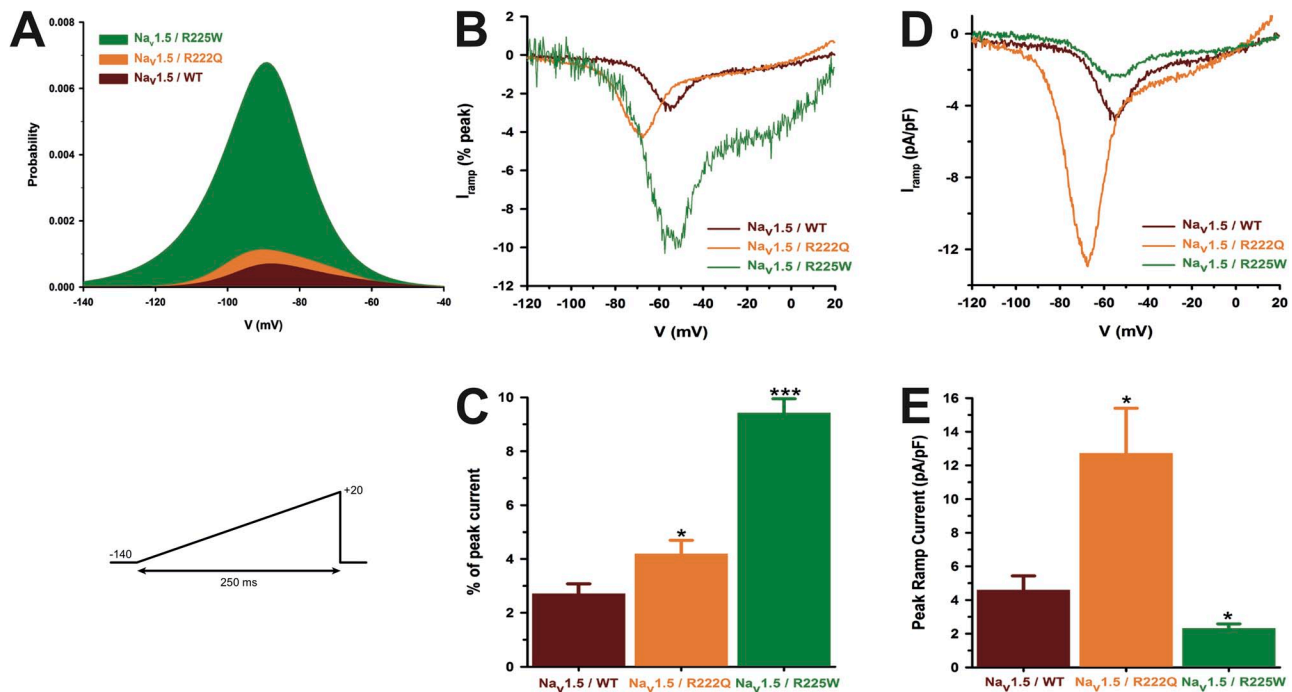 A
Naᵥ1.5 / R225W
Naᵥ1.5 / R222Q
Naᵥ1.5 / WT
0.008
0.006
0.004
0.002
0.000
Probability
-140
-120
-100
-80
-60
-40
V (mV)
B
2
0
-2
-4
-6
-8
-10
-12
I_ramp (% peak)
Naᵥ1.5 / WT
Naᵥ1.5 / R222Q
Naᵥ1.5 / R225W
-120 -100 -80 -60 -40 -20 0 20
V (mV)
D
0
-3
-6
-9
-12
I_ramp (pA/pF)
Naᵥ1.5 / WT
Naᵥ1.5 / R222Q
Naᵥ1.5 / R225W
-120 -100 -80 -60 -40 -20 0 20
V (mV)
-140
+20
250 ms
C
10
8
6
4
2
0
% of peak current
*
***
Naᵥ1.5 / WT Naᵥ1.5 / R222Q Naᵥ1.5 / R225W
E
16
14
12
10
8
6
4
2
0
Peak Ramp Current (pA/pF)
*
*
Naᵥ1.5 / WT Naᵥ1.5 / R222Q Naᵥ1.5 / R225W